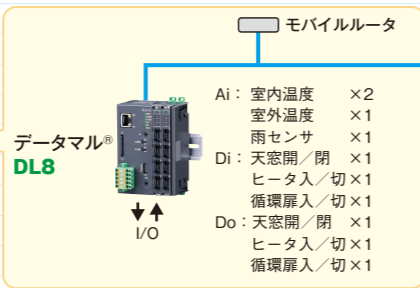 モバイルルータ
データマル®
DL8
I/O
Ai： 室内温度　×2
室外温度　×1
雨センサ　×1
Di： 天窓開／閉　×1
ヒータ入／切×1
循環扉入／切×1
Do：天窓開／閉　×1
ヒータ入／切×1
循環扉入／切×1